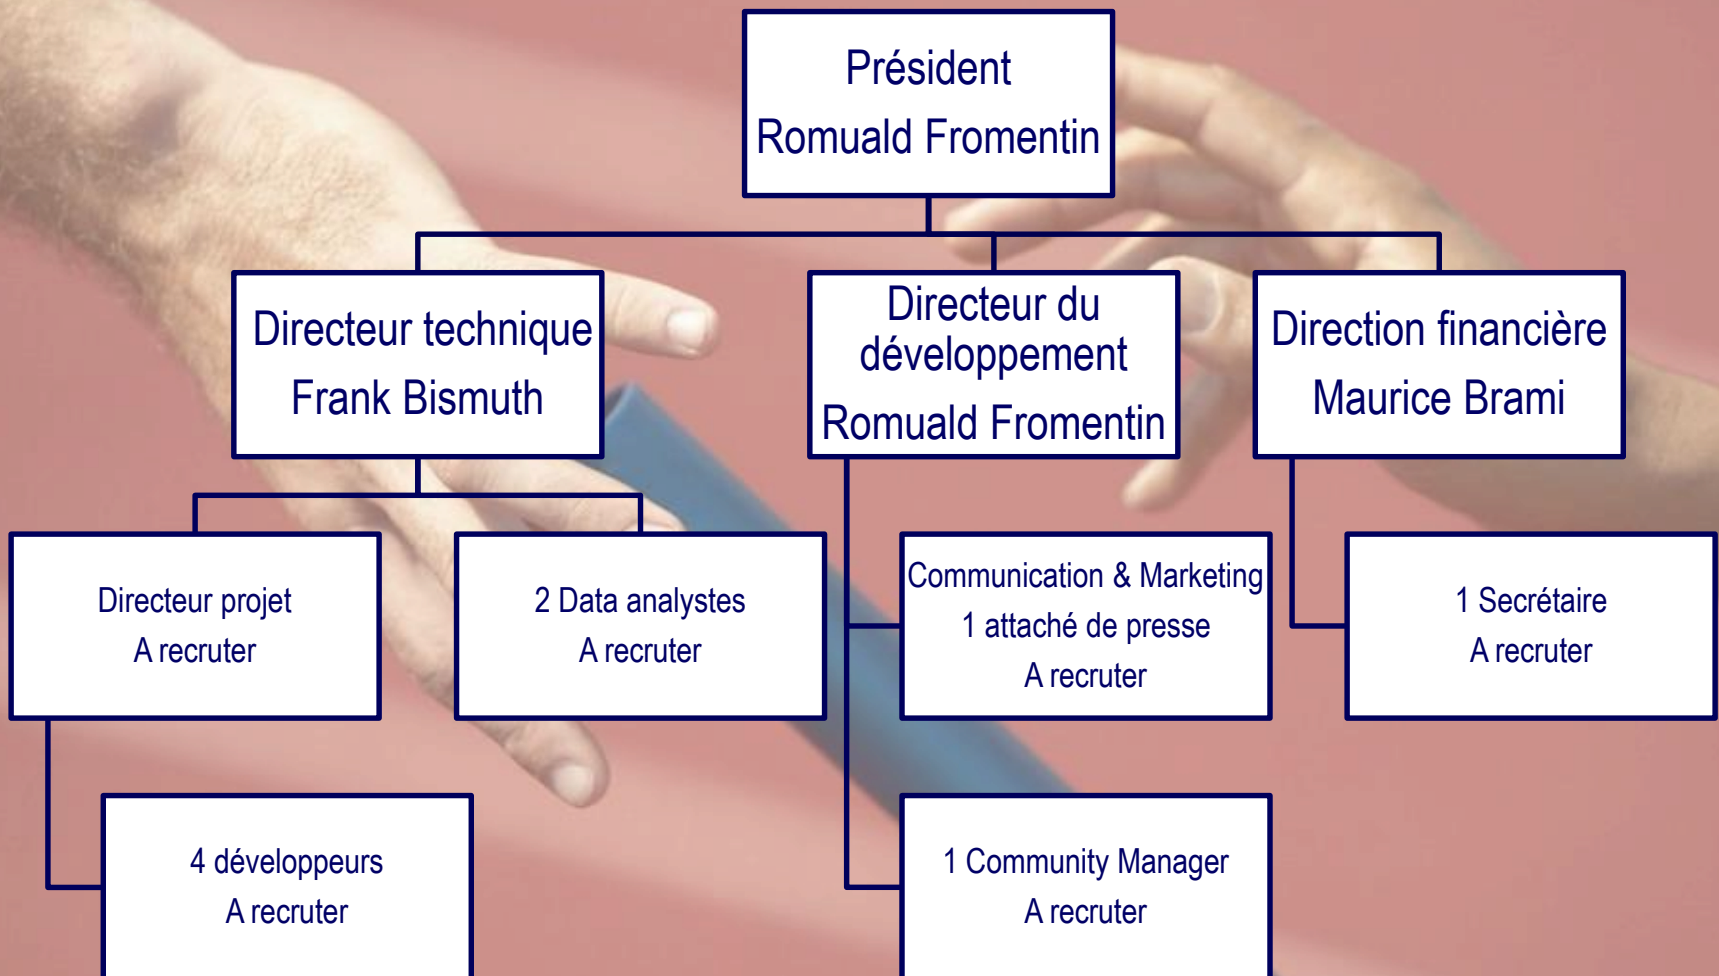 Président
Romuald Fromentin
Directeur technique
Frank Bismuth
Directeur du
développement
Romuald Fromentin
Direction financière
Maurice Brami
Directeur projet
A recruter
2 Data analystes
A recruter
Communication & Marketing
1 attaché de presse
A recruter
1 Secrétaire
A recruter
4 développeurs
A recruter
1 Community Manager
A recruter